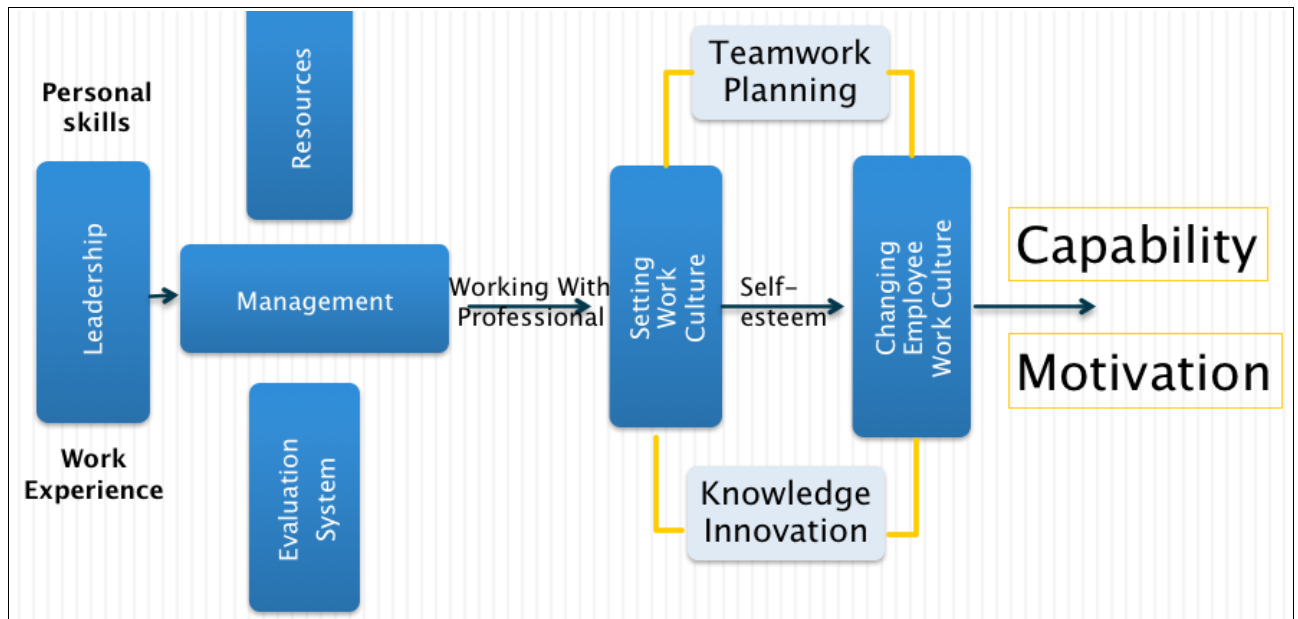 Personal
skills
Leadership
Work
Experience
Resources
Management
Evaluation
System
Working With
Professional
Setting
Work
Culture
Teamwork
Planning
Self-
esteem
Knowledge
Innovation
Changing
Employee
Work Culture
Capability
Motivation